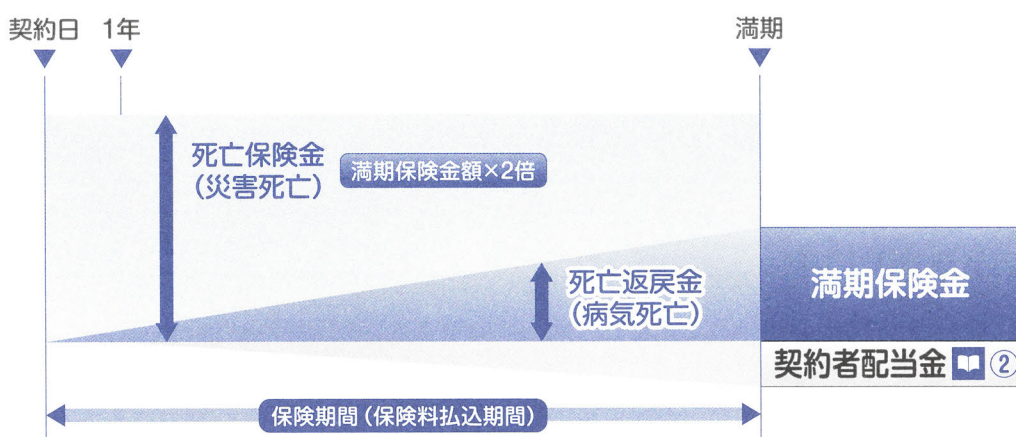 契約日 1年 満期
死亡保険金
(災害死亡)
満期保険金額×2倍
死亡返戻金
(病気死亡)
満期保険金
契約者配当金 ②
保険期間(保険料払込期間)